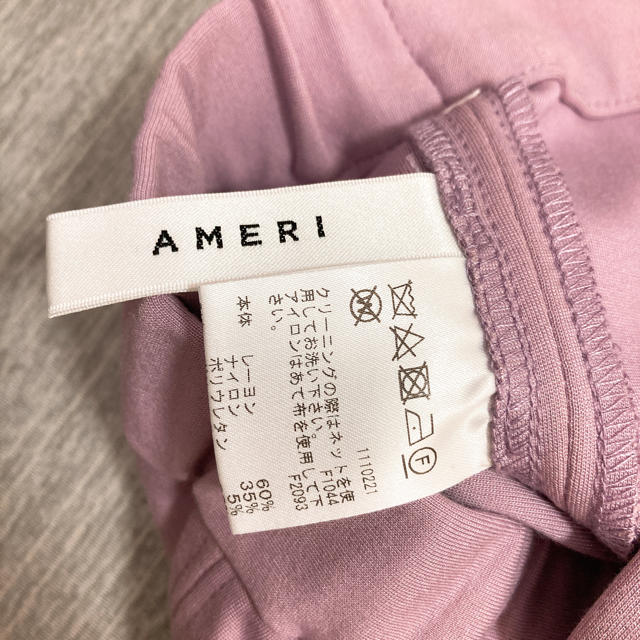 AMERI
F
クリーニングの際はネットを使
用してお洗い下さい。 F1044
アイロンはあて布を使用して下
さい。 F2093
1110221
本体
レーヨン 60%
ナイロン 35%
ポリウレタン 5%